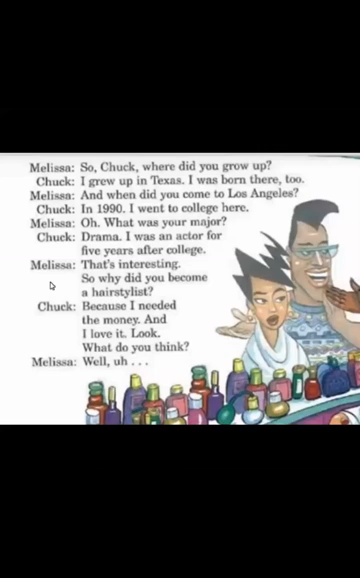 Melissa: So, Chuck, where did you grow up?
Chuck: I grew up in Texas. I was born there, too.
Melissa: And when did you come to Los Angeles?
Chuck: In 1990. I went to college here.
Melissa: Oh. What was your major?
Chuck: Drama. I was an actor for
five years after college.
Melissa: That's interesting.
So why did you become
a hairstylist?
Chuck: Because I needed
the money. And
I love it. Look.
What do you think?
Melissa: Well, uh . . .